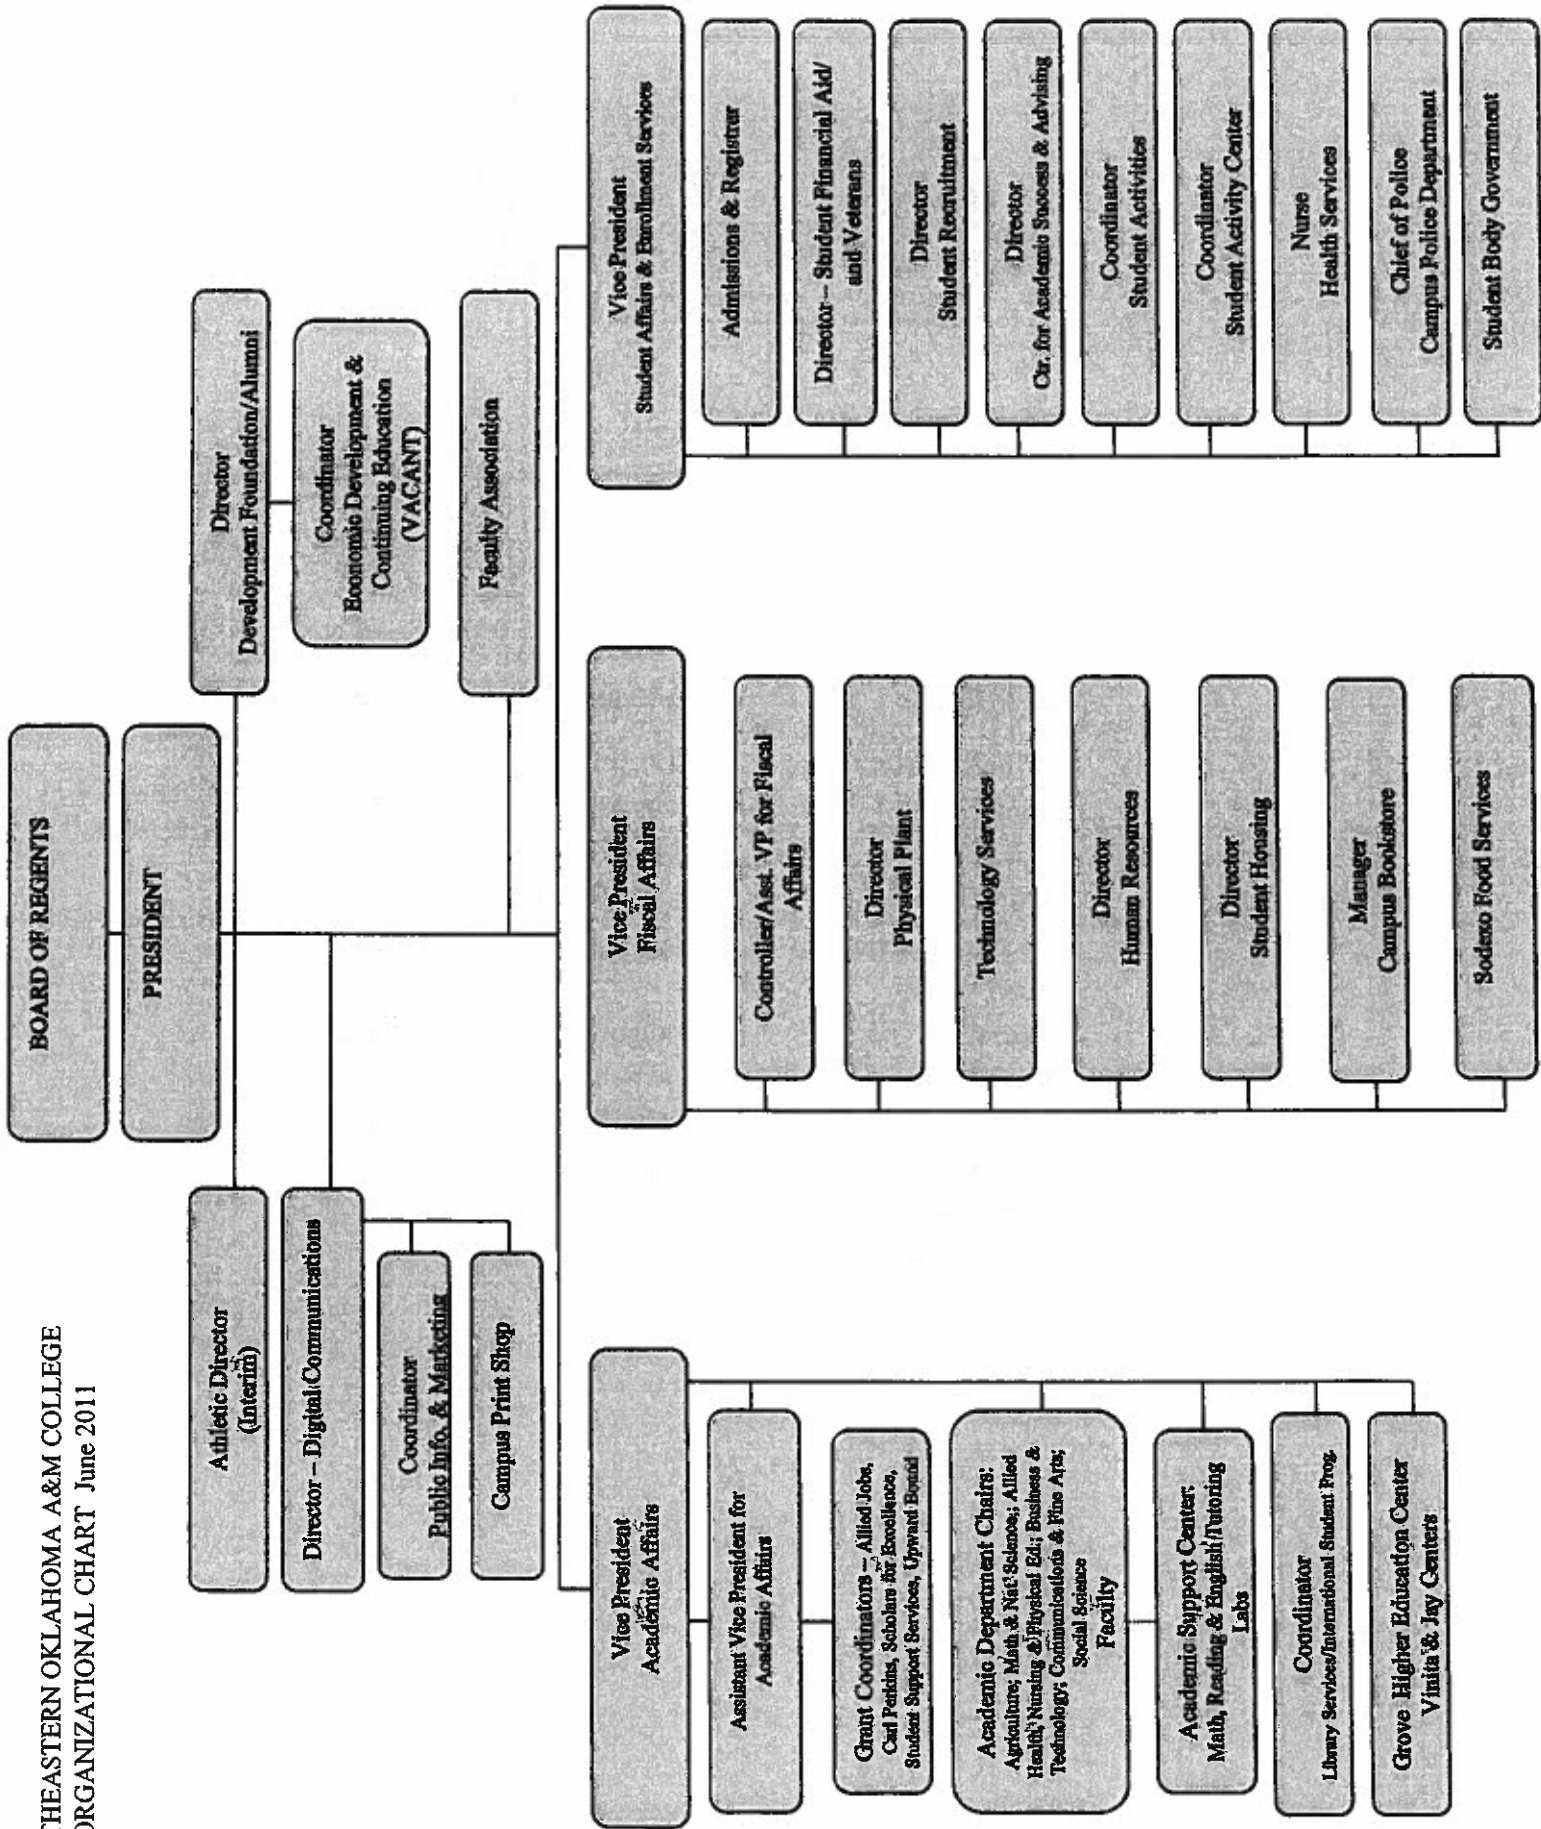 THEASTERN OKLAHOMA A&M COLLEGE
ORGANIZATIONAL CHART June 2011
BOARD OF REGENTS
PRESIDENT
Athletic Director
(Interim)
Director – Digital Communications
Coordinator
Public Info. & Marketing
Campus Print Shop
Director
Development Foundation/Alumni
Coordinator
Economic Development &
Continuing Education
(VACANT)
Faculty Association
Vice President
Academic Affairs
Assistant Vice President for
Academic Affairs
Grant Coordinators – Allied Jobs,
Carl Perkins, Scholars for Excellence,
Student Support Services, Upward Bound
Academic Department Chairs:
Agriculture; Math & Nat Science; Allied
Health, Nursing & Physical Ed.; Business &
Technology; Communications & Fine Arts;
Social Science
Faculty
Academic Support Center:
Math, Reading & English/Tutoring
Labs
Coordinator
Library Services/International Student Prog.
Grove Higher Education Center
Vinita & Jay Centers
Vice President
Fiscal Affairs
Controller/Asst. VP for Fiscal
Affairs
Director
Physical Plant
Technology Services
Director
Human Resources
Director
Student Housing
Manager
Campus Bookstore
Sodexo Food Services
Vice President
Student Affairs & Enrollment Services
Admissions & Registrer
Director – Student Financial Aid/
and Veterans
Director
Student Recruitment
Director
Ctr. for Academic Success & Advising
Coordinator
Student Activities
Coordinator
Student Activity Center
Nurse
Health Services
Chief of Police
Campus Police Department
Student Body Government